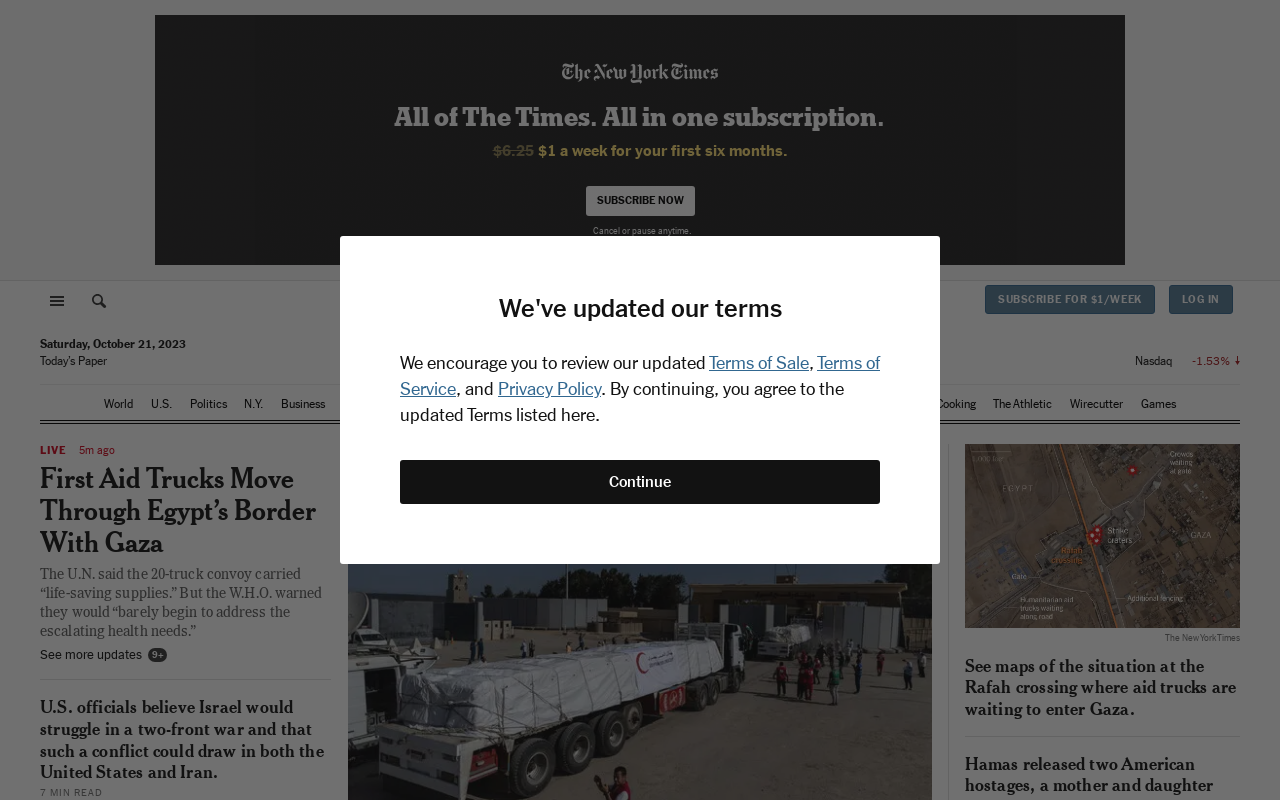 The New York Times
All of The Times. All in one subscription.
$6.25 $1 a week for your first six months.
SUBSCRIBE NOW
Cancel or pause anytime.
SUBSCRIBE FOR $1/WEEK
LOG IN
Saturday, October 21, 2023
Today's Paper
Nasdaq -1.53%
World U.S. Politics N.Y. Business
Cooking The Athletic Wirecutter Games
We've updated our terms
We encourage you to review our updated Terms of Sale, Terms of
Service, and Privacy Policy. By continuing, you agree to the
updated Terms listed here.
Continue
LIVE 5m ago
First Aid Trucks Move
Through Egypt's Border
With Gaza
The U.N. said the 20-truck convoy carried
“life-saving supplies.” But the W.H.O. warned
they would “barely begin to address the
escalating health needs.”
See more updates 9+
U.S. officials believe Israel would
struggle in a two-front war and that
such a conflict could draw in both the
United States and Iran.
7 MIN READ
Crowds
waiting
at gate
EGYPT
Strike
craters
GAZA
Rafah
crossing
Gate
Humanitarian aid
trucks waiting
along road
Additional fencing
The New York Times
See maps of the situation at the
Rafah crossing where aid trucks are
waiting to enter Gaza.
Hamas released two American
hostages, a mother and daughter